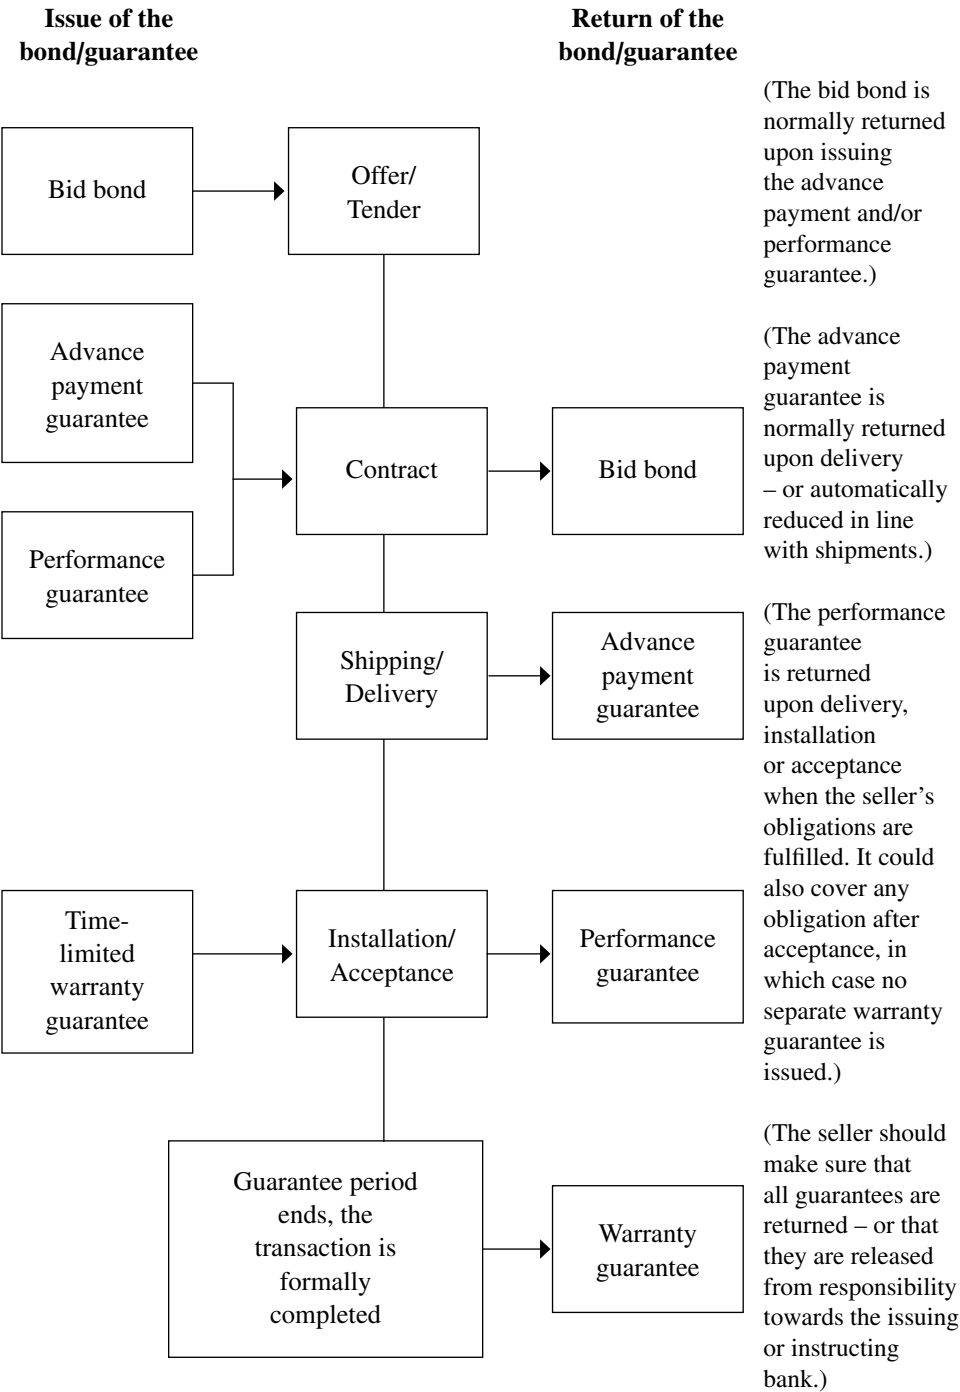 Issue of the
bond/guarantee
Return of the
bond/guarantee
Bid bond
Offer/
Tender
(The bid bond is
normally returned
upon issuing
the advance
payment and/or
performance
guarantee.)
Advance
payment
guarantee
Performance
guarantee
Contract
Bid bond
(The advance
payment
guarantee is
normally returned
upon delivery
– or automatically
reduced in line
with shipments.)
Shipping/
Delivery
Advance
payment
guarantee
(The performance
guarantee
is returned
upon delivery,
installation
or acceptance
when the seller’s
obligations are
fulfilled. It could
also cover any
obligation after
acceptance, in
which case no
separate warranty
guarantee is
issued.)
Time-
limited
warranty
guarantee
Installation/
Acceptance
Performance
guarantee
Guarantee period
ends, the
transaction is
formally
completed
Warranty
guarantee
(The seller should
make sure that
all guarantees are
returned – or that
they are released
from responsibility
towards the issuing
or instructing
bank.)